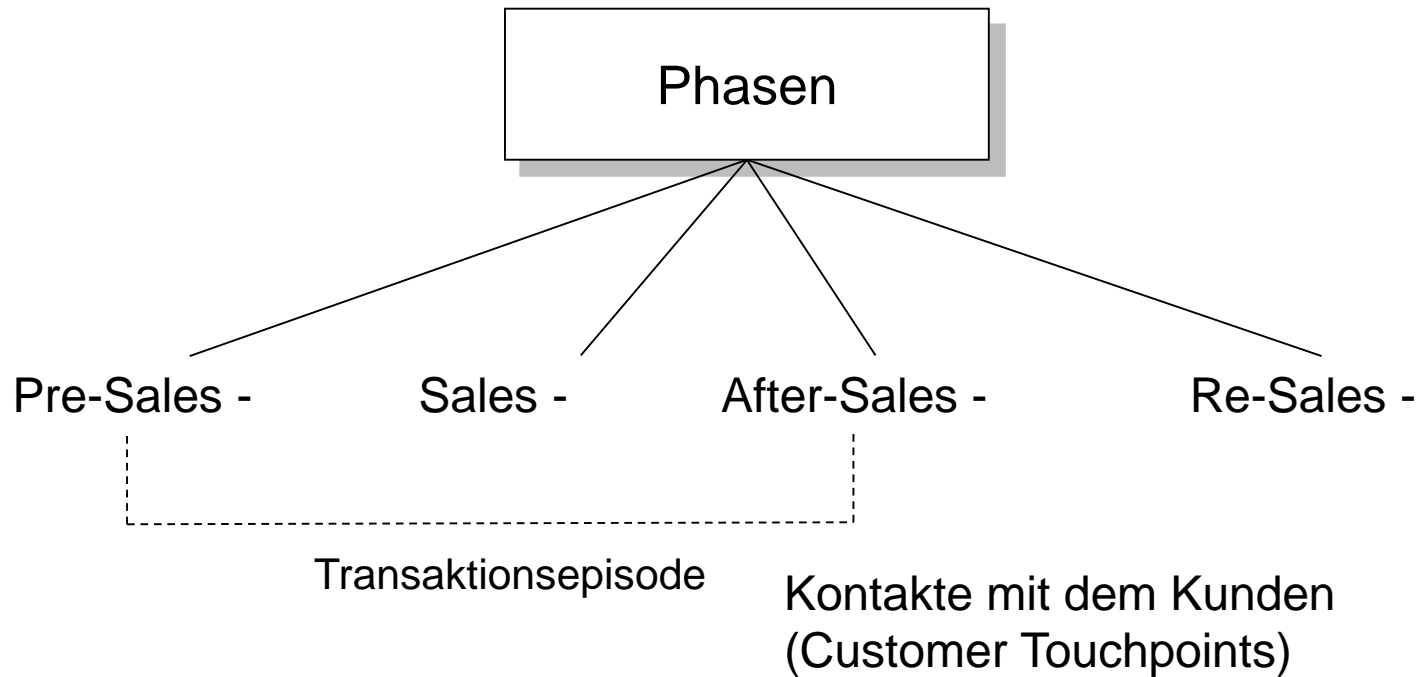 Phasen
Pre-Sales - Sales - After-Sales - Re-Sales -
Transaktionsepisode
Kontakte mit dem Kunden
(Customer Touchpoints)